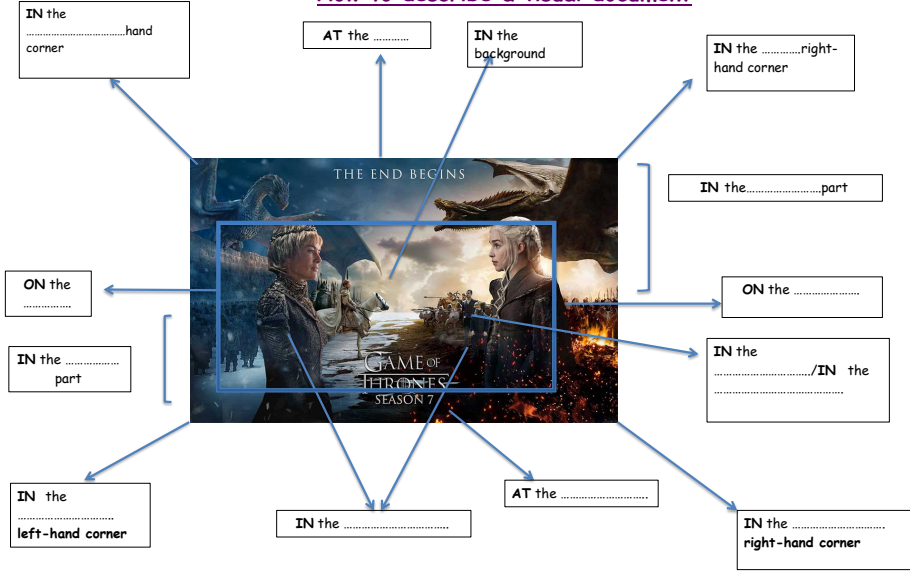 How to describe a visual document
IN the
……………………………hand
corner
AT the …………
IN the
background
IN the ………….right-
hand corner
THE END BEGINS
IN the…………………….part
ON the
…………….
ON the ………………….
IN the ………………
part
IN the
…………………………./IN the
…………………………………….
GAME OF
THRONES
SEASON 7
IN the
…………………………..
left-hand corner
IN the ……………………………..
AT the ………………………..
IN the ………………………….
right-hand corner